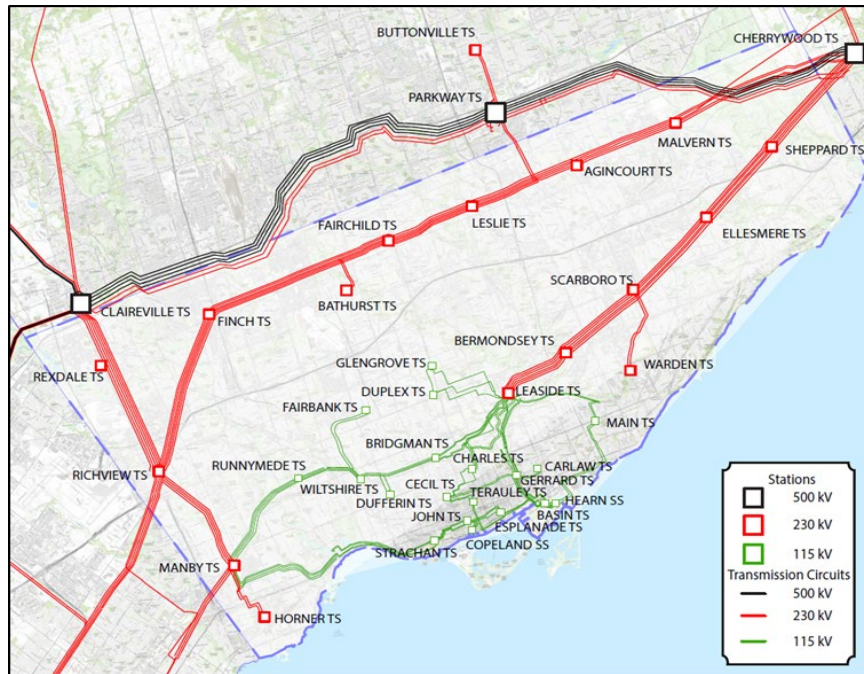 BUTTONVILLE TS
CHERRYWOOD TS
PARKWAY TS
MALVERN TS
SHEPPARD TS
AGINCOURT TS
LESLIE TS
ELLESMERE TS
FAIRCHILD TS
SCARBORO TS
BATHURST TS
CLAIREVILLE TS
FINCH TS
BERMONDSEY TS
GLENGROVE TS
WARDEN TS
REXDALE TS
DUPLEX TS
LEASIDE TS
FAIRBANK TS
MAIN TS
BRIDGMAN TS
CHARLES TS
RUNNYMEDE TS
CARLAW TS
RICHVIEW TS
WILTSHIRE TS
CECIL TS
GERRARD TS
DUFFERIN TS
TERAULEY TS
HEARN SS
JOHN TS
BASIN TS
ESPLANADE TS
STRACHAN TS
COPELAND SS
MANBY TS
HORNER TS
Stations
500 kV
230 kV
115 kV
Transmission Circuits
500 kV
230 kV
115 kV